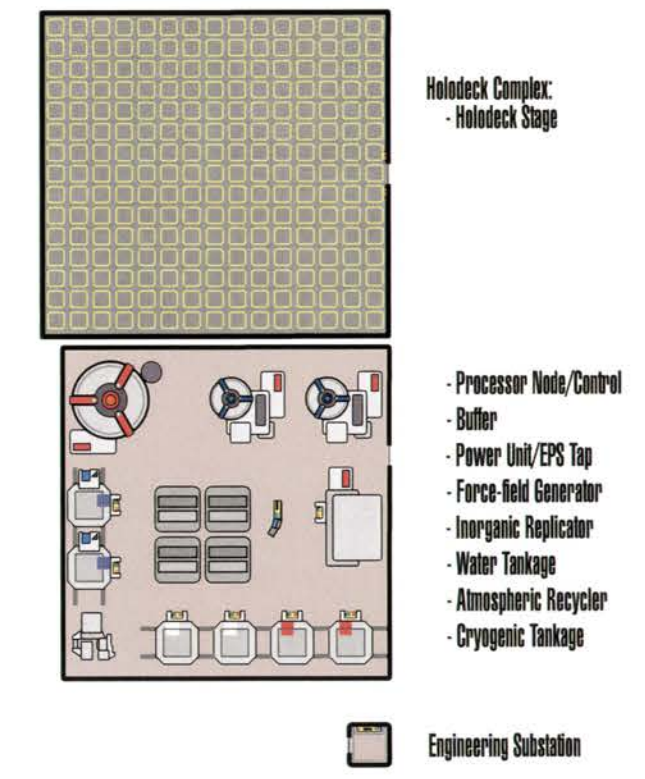 Holodeck Complex:
- Holodeck Stage
- Processor Node/Control
- Buffer
- Power Unit/EPS Tap
- Force-field Generator
- Inorganic Replicator
- Water Tankage
- Atmospheric Recycler
- Cryogenic Tankage
Engineering Substation